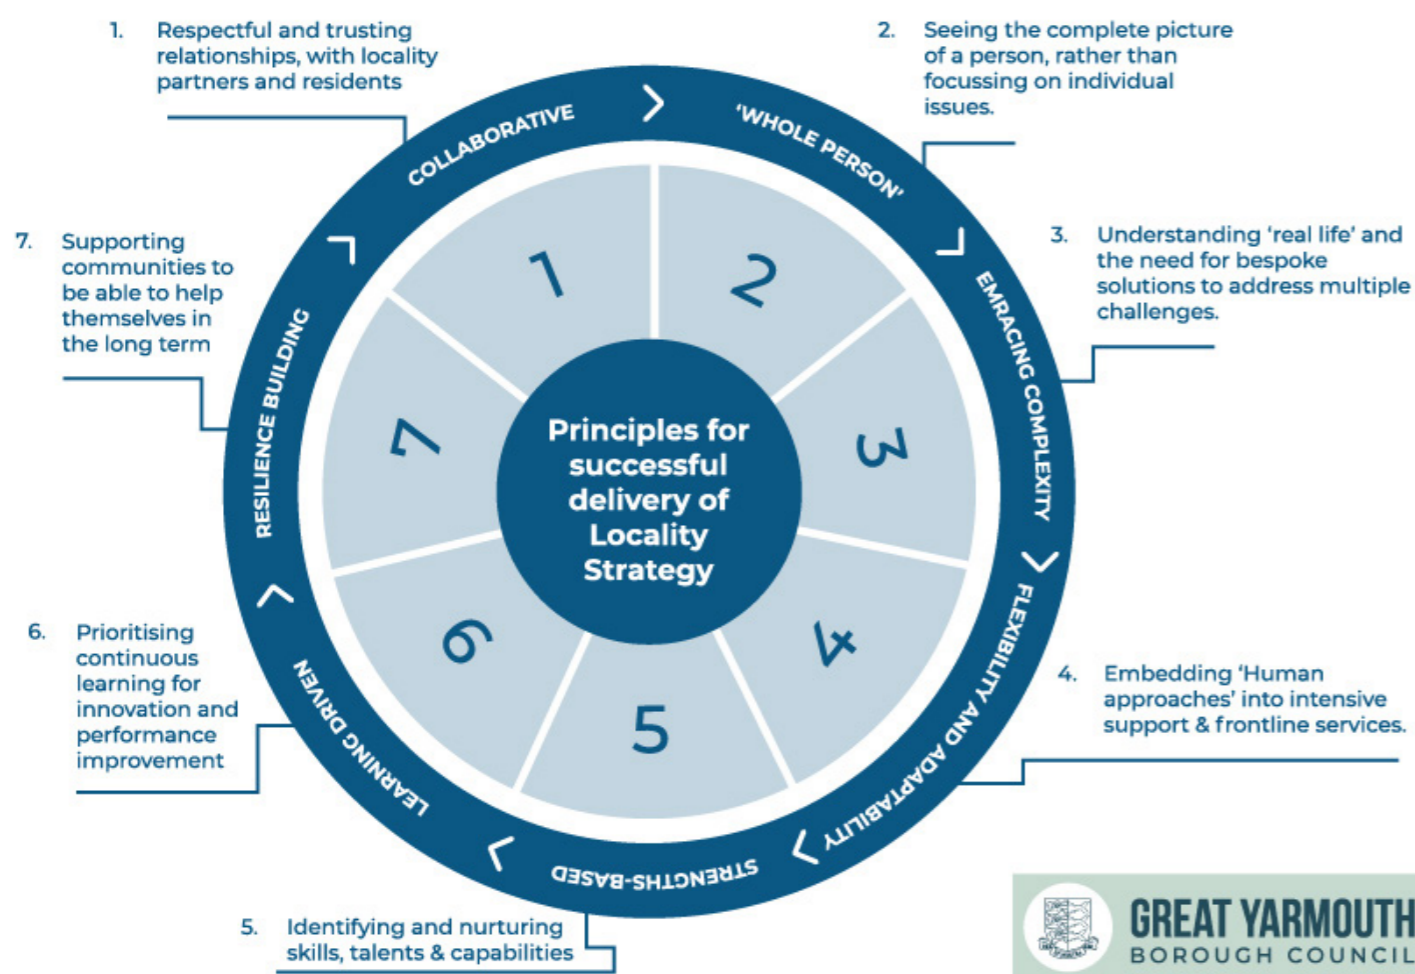 1. Respectful and trusting
relationships, with locality
partners and residents
2. Seeing the complete picture
of a person, rather than
focussing on individual
issues.
COLLABORATIVE
'WHOLE PERSON'
7. Supporting
communities to
be able to help
themselves in
the long term
3. Understanding 'real life' and
the need for bespoke
solutions to address multiple
challenges.
RESILIENCE BUILDING
EMRACING COMPLEXITY
1
2
7
3
Principles for
successful
delivery of
Locality
Strategy
6
4
5
6. Prioritising
continuous
learning for
innovation and
performance
improvement
LEARNING DRIVEN
FLEXIBILITY AND ADAPTABILITY
4. Embedding 'Human
approaches' into intensive
support & frontline services.
STRENGTHS-BASED
5. Identifying and nurturing
skills, talents & capabilities
GREAT YARMOUTH
BOROUGH COUNCIL